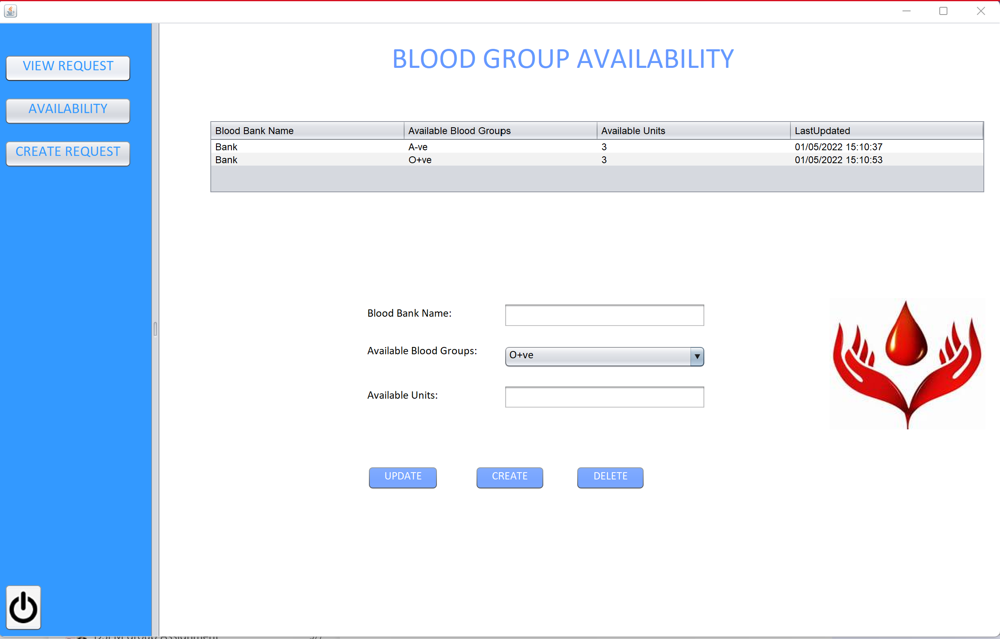 VIEW REQUEST
AVAILABILITY
CREATE REQUEST
BLOOD GROUP AVAILABILITY
Blood Bank Name Available Blood Groups Available Units LastUpdated
Bank A-ve 3 01/05/2022 15:10:37
Bank O+ve 3 01/05/2022 15:10:53
Blood Bank Name:
Available Blood Groups: O+ve
Available Units:
UPDATE CREATE DELETE